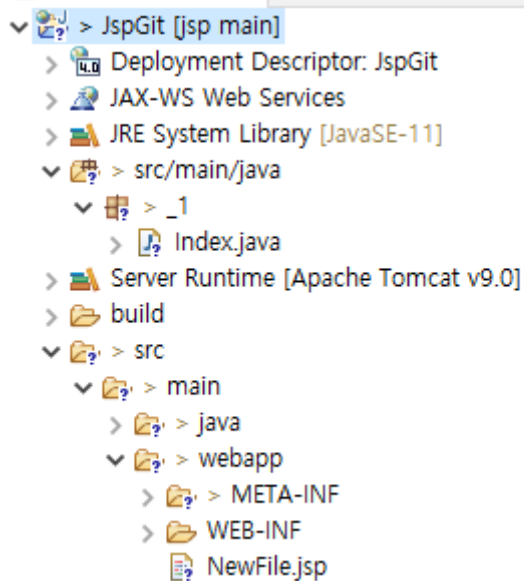 > JspGit [jsp main]
Deployment Descriptor: JspGit
JAX-WS Web Services
JRE System Library [JavaSE-11]
> src/main/java
> _1
Index.java
Server Runtime [Apache Tomcat v9.0]
build
> src
> main
> java
> webapp
> META-INF
WEB-INF
NewFile.jsp